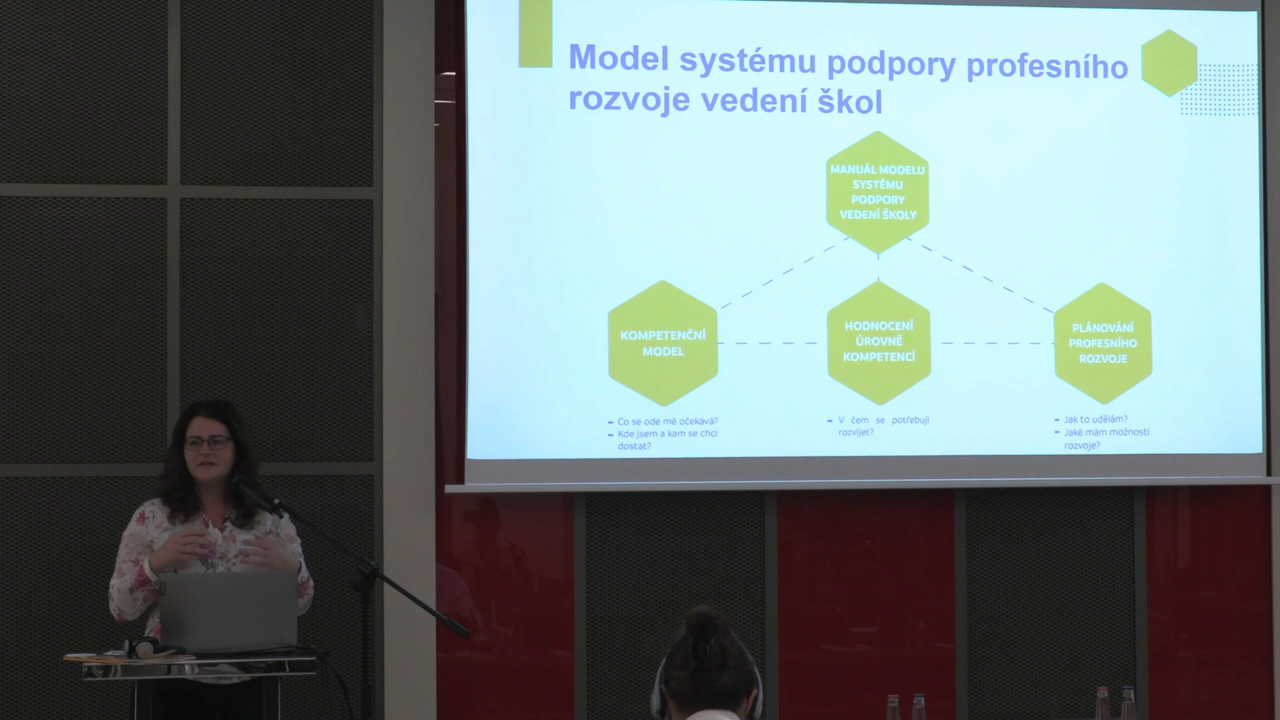 Model systému podpory profesního
rozvoje vedení škol
MANUÁL MODELU
SYSTÉMU
PODPORY
VEDENÍ ŠKOLY
KOMPETENČNÍ
MODEL
HODNOCENÍ
ÚROVNĚ
KOMPETENCÍ
PLÁNOVÁNÍ
PROFESNÍHO
ROZVOJE
– Co se ode mě očekává?
– Kde jsem a kam se chci
dostat?
– V čem se potřebuji
rozvíjet?
– Jak to udělám?
– Jaké mám možnosti
rozvoje?